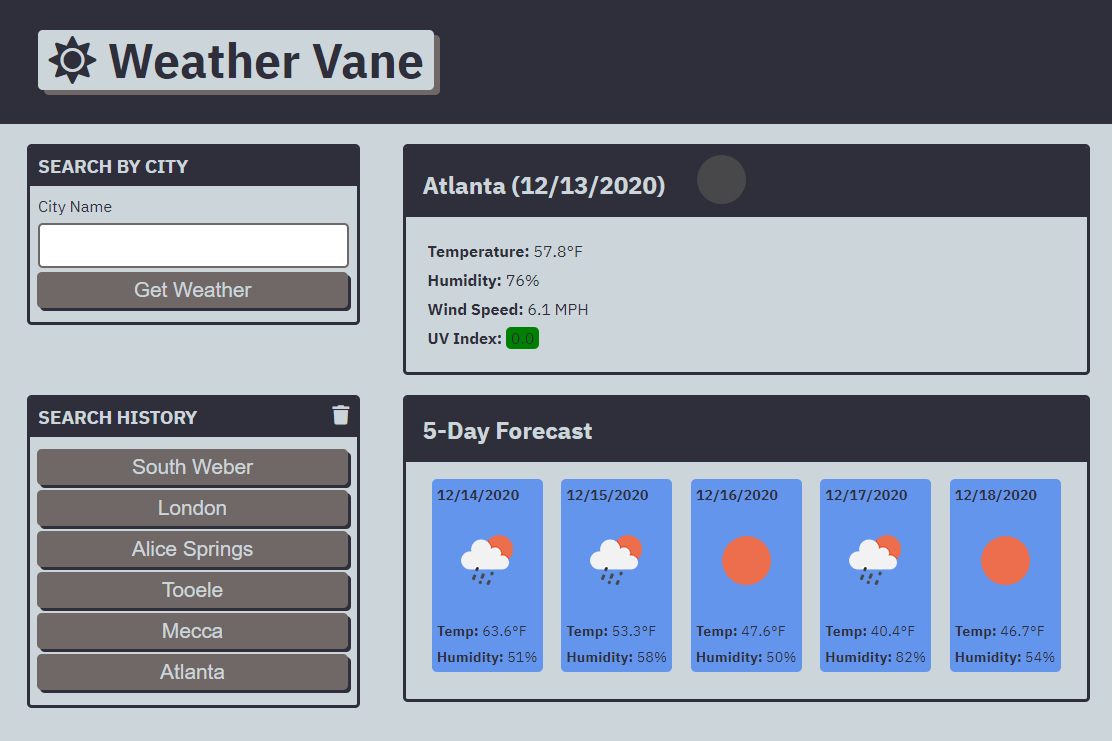 Weather Vane
SEARCH BY CITY
City Name
Get Weather
Atlanta (12/13/2020)
Temperature: 57.8°F
Humidity: 76%
Wind Speed: 6.1 MPH
UV Index: 0.0
SEARCH HISTORY
South Weber
London
Alice Springs
Tooele
Mecca
Atlanta
5-Day Forecast
12/14/2020
Temp: 63.6°F
Humidity: 51%
12/15/2020
Temp: 53.3°F
Humidity: 58%
12/16/2020
Temp: 47.6°F
Humidity: 50%
12/17/2020
Temp: 40.4°F
Humidity: 82%
12/18/2020
Temp: 46.7°F
Humidity: 54%